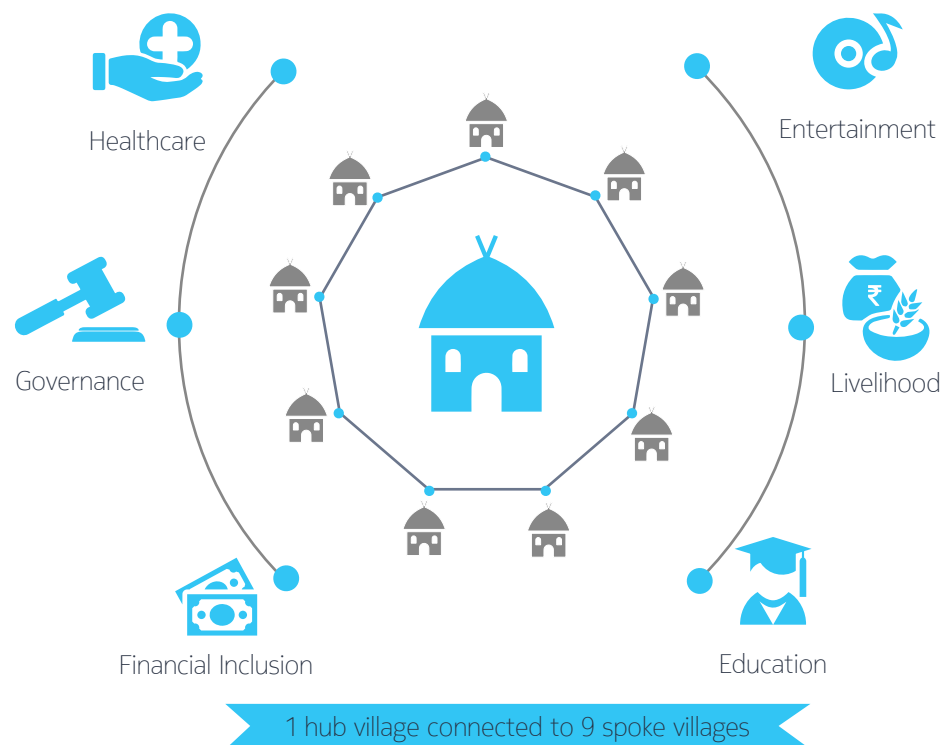 Healthcare
Entertainment
Governance
₹
Livelihood
Financial Inclusion
Education
1 hub village connected to 9 spoke villages